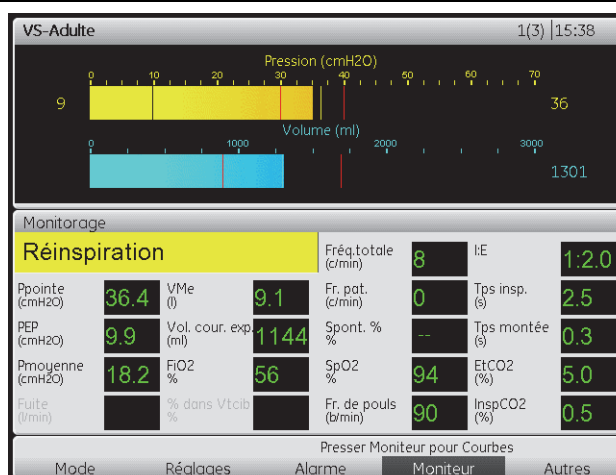 VS-Adulte 1(3) |15:38
Pression (cmH2O)
0 10 20 30 40 50 60 70
9 36
Volume (ml)
0 1000 2000 3000
1301
Monitorage
Réinspiration
Fréq.totale (c/min) 8 I:E 1:2.0
Ppointe (cmH2O) 36.4 VMe (l) 9.1 Fr. pat. (c/min) 0 Tps insp. (s) 2.5
PEP (cmH2O) 9.9 Vol. cour. exp. (ml) 1144 Spont. % % -- Tps montée (s) 0.3
Pmoyenne (cmH2O) 18.2 FiO2 % 56 SpO2 % 94 EtCO2 (%) 5.0
Fuite (l/min) % dans Vtcib % Fr. de pouls (b/min) 90 InspCO2 (%) 0.5
Presser Moniteur pour Courbes
Mode Réglages Alarme Moniteur Autres